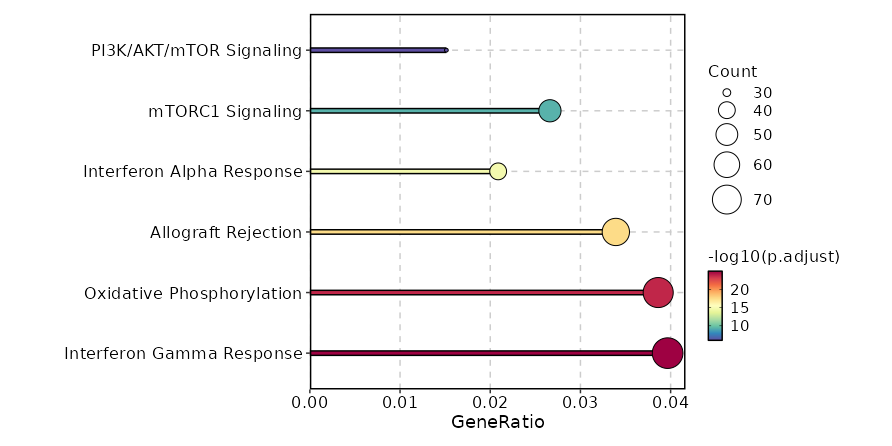 PI3K/AKT/mTOR Signaling
mTORC1 Signaling
Interferon Alpha Response
Allograft Rejection
Oxidative Phosphorylation
Interferon Gamma Response
0.00 0.01 0.02 0.03 0.04
GeneRatio
Count
30
40
50
60
70
-log10(p.adjust)
20
15
10